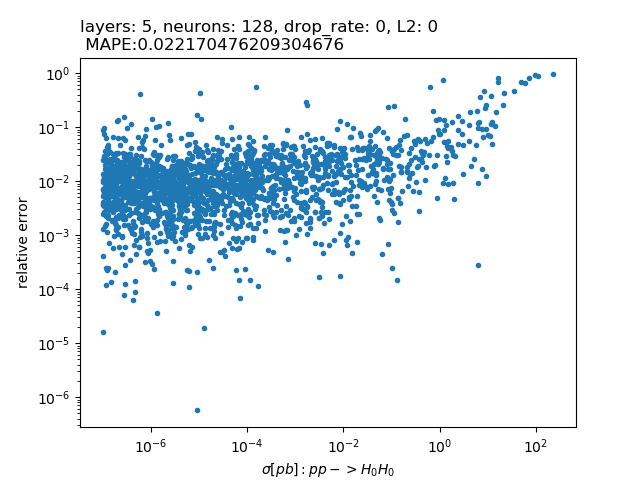 layers: 5, neurons: 128, drop_rate: 0, L2: 0
MAPE:0.022170476209304676
10⁰
10⁻¹
10⁻²
10⁻³
10⁻⁴
10⁻⁵
10⁻⁶
relative error
10⁻⁶ 10⁻⁴ 10⁻² 10⁰ 10²
σ[pb] : pp − > H₀H₀